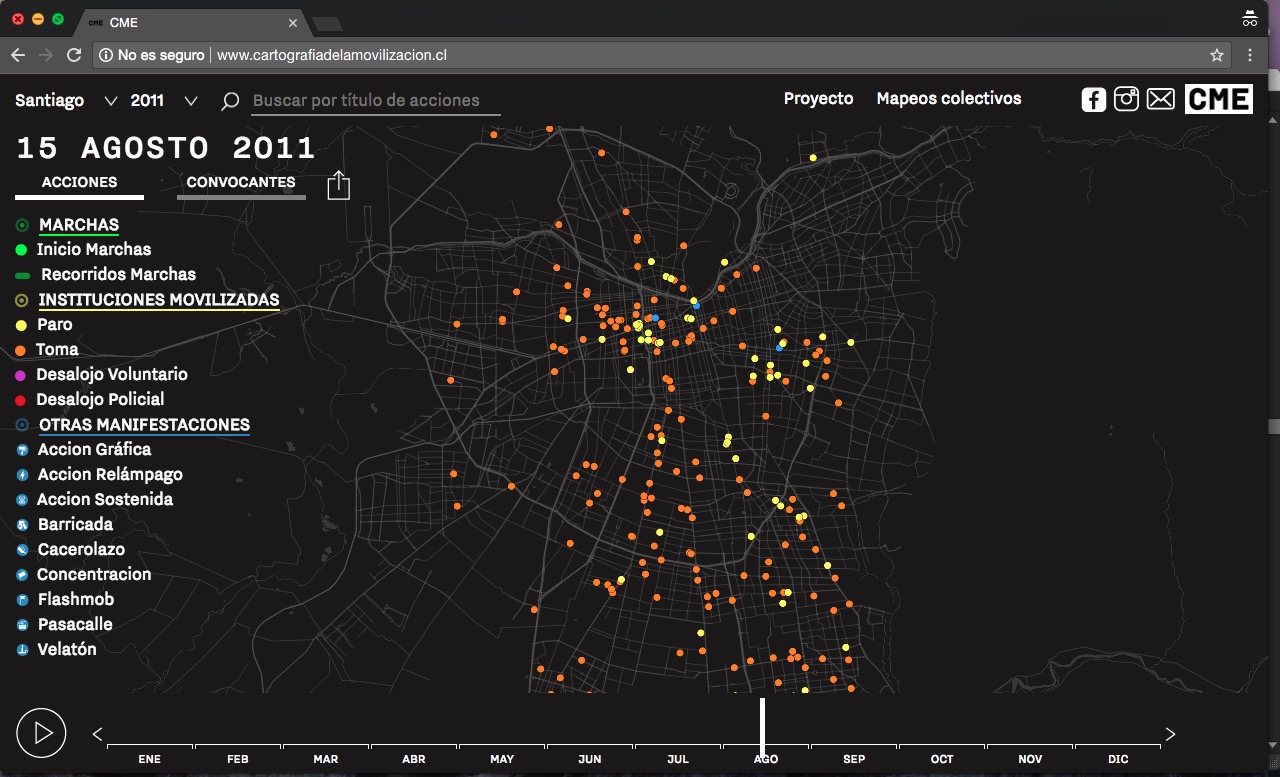 CME CME
No es seguro www.cartografiadelamovilizacion.cl
Santiago 2011 Buscar por título de acciones Proyecto Mapeos colectivos CME
15 AGOSTO 2011
ACCIONES CONVOCANTES
MARCHAS
Inicio Marchas
Recorridos Marchas
INSTITUCIONES MOVILIZADAS
Paro
Toma
Desalojo Voluntario
Desalojo Policial
OTRAS MANIFESTACIONES
Accion Gráfica
Accion Relámpago
Accion Sostenida
Barricada
Cacerolazo
Concentracion
Flashmob
Pasacalle
Velatón
ENE FEB MAR ABR MAY JUN JUL AGO SEP OCT NOV DIC